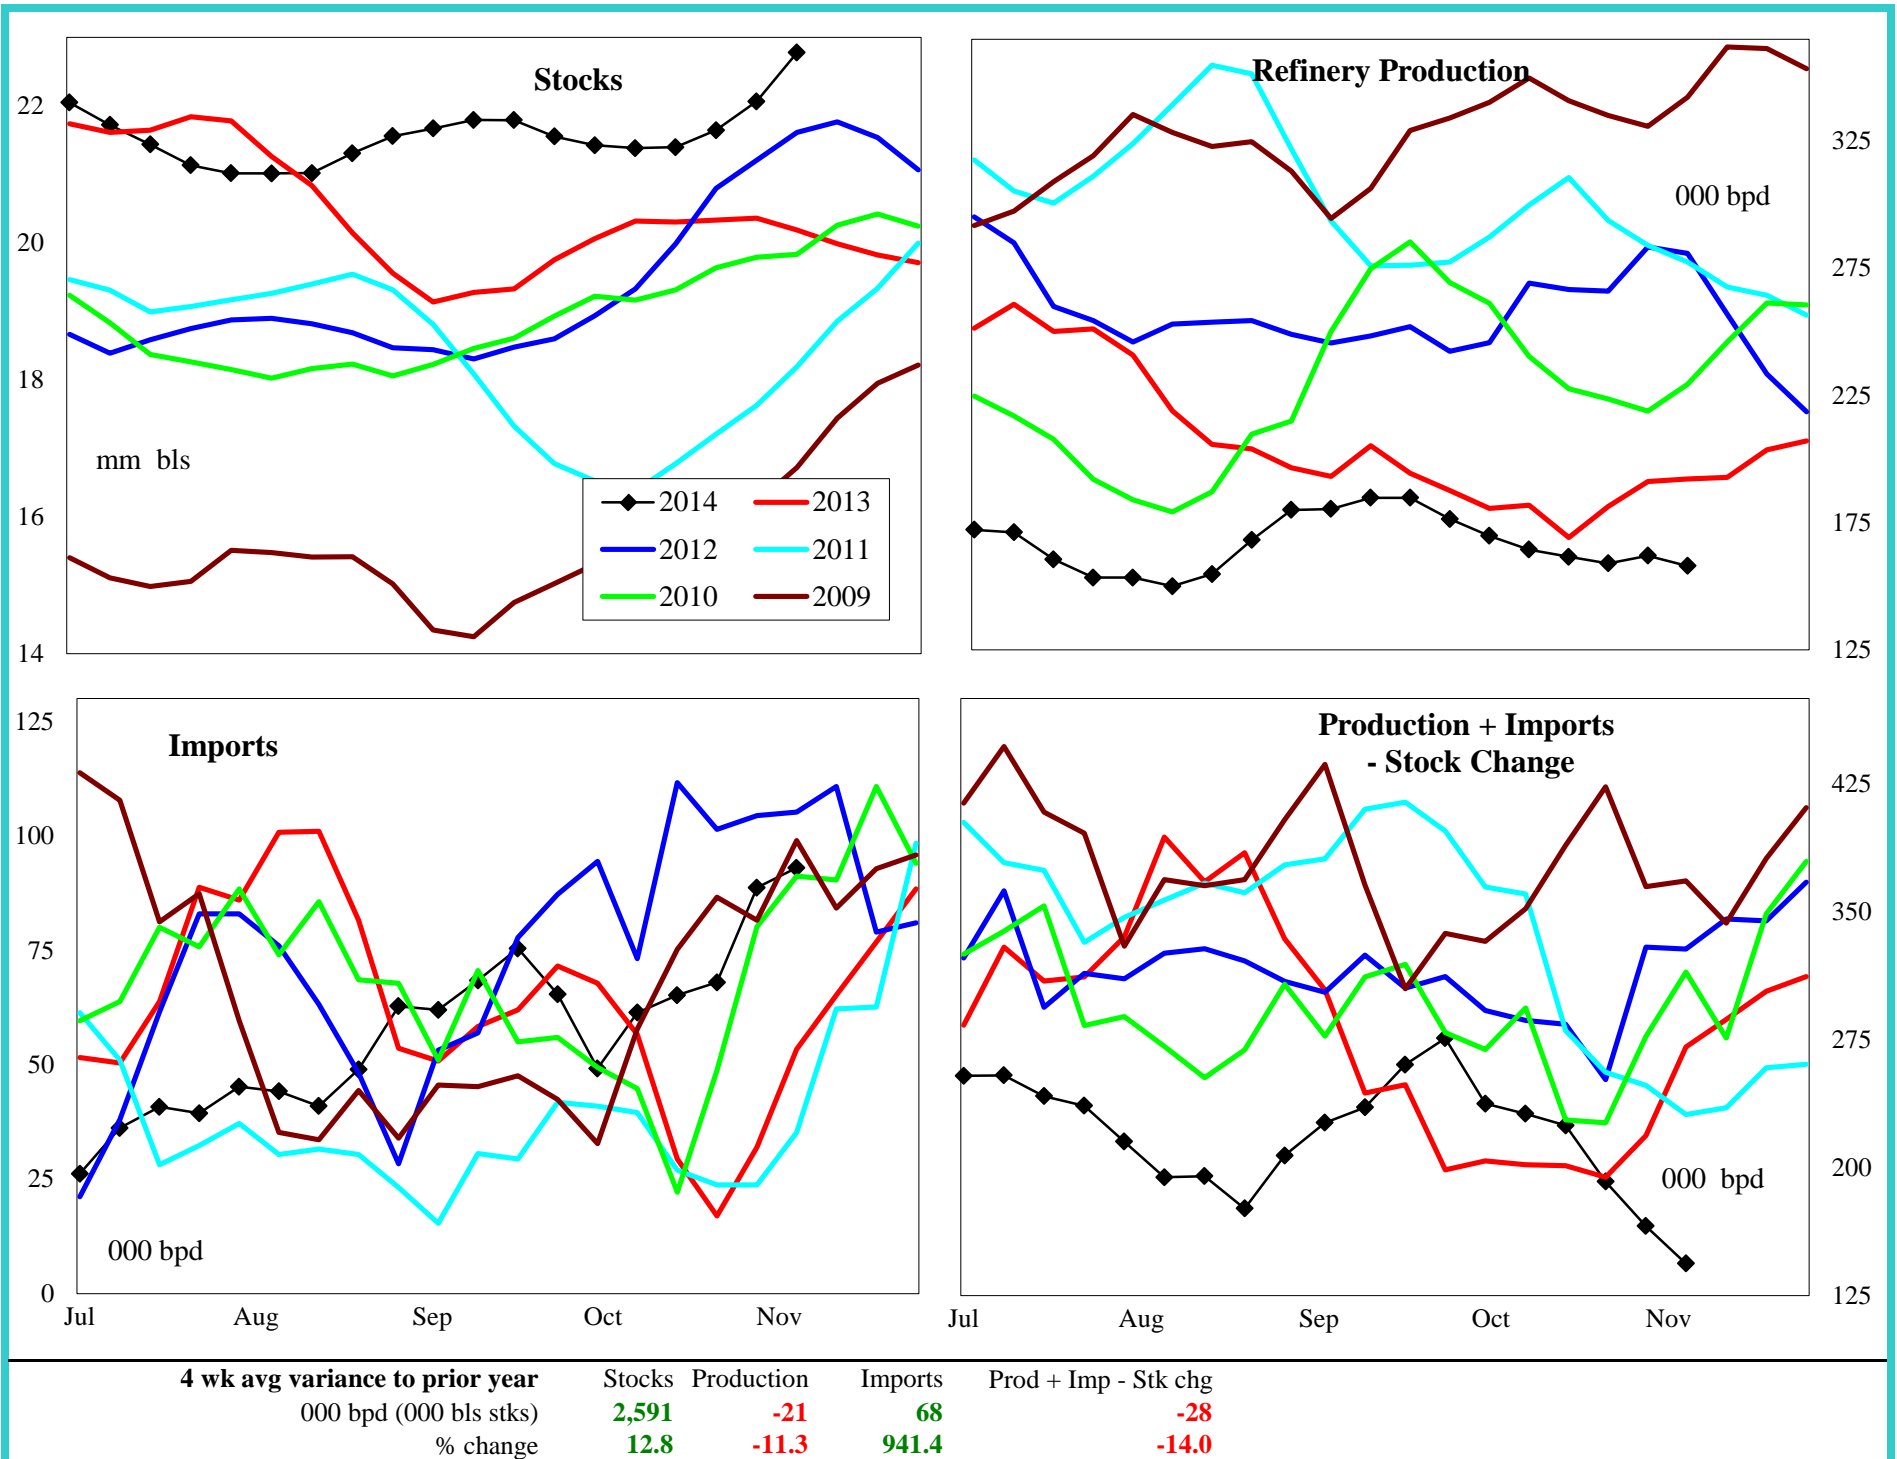 Stocks
22
20
18
16
14
mm bls
2014 2013
2012 2011
2010 2009
Refinery Production
000 bpd
325
275
225
175
125
Imports
125
100
75
50
25
0
000 bpd
Jul Aug Sep Oct Nov
Production + Imports
- Stock Change
425
350
275
200
125
000 bpd
Jul Aug Sep Oct Nov
4 wk avg variance to prior year Stocks Production Imports Prod + Imp - Stk chg
000 bpd (000 bls stks) 2,591 -21 68 -28
% change 12.8 -11.3 941.4 -14.0